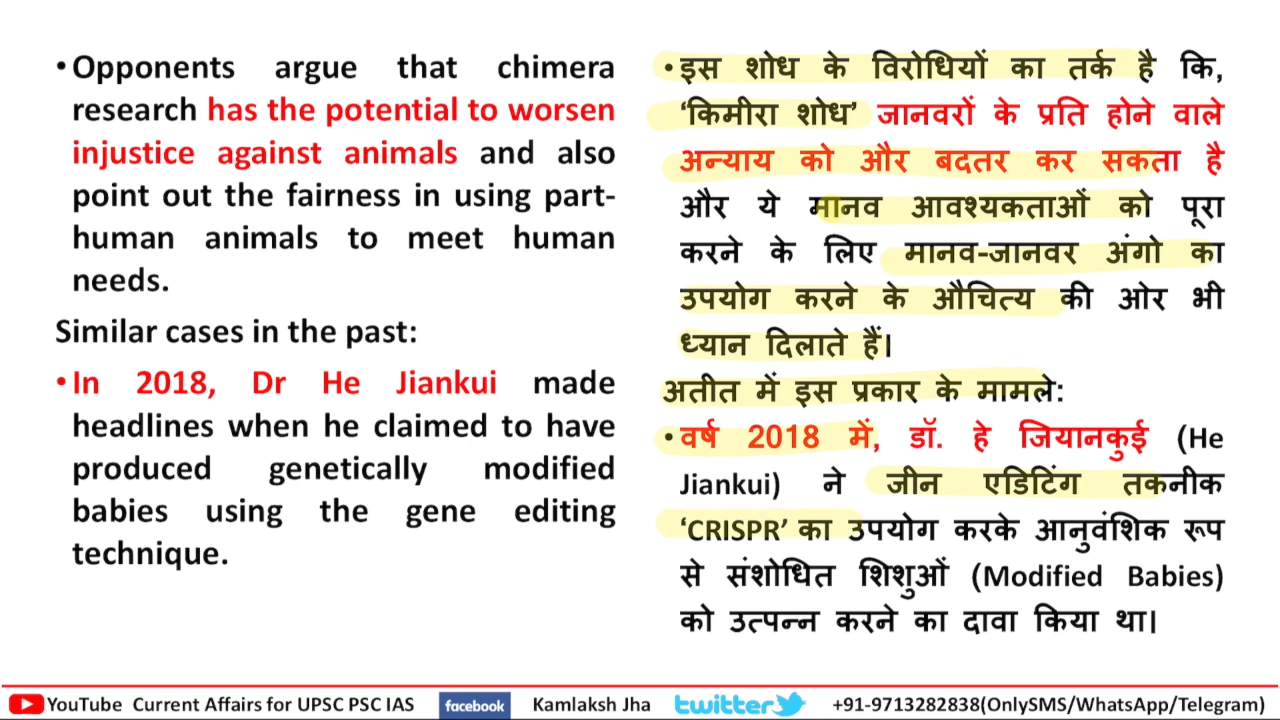 • Opponents argue that chimera
research has the potential to worsen
injustice against animals and also
point out the fairness in using part-
human animals to meet human
needs.
Similar cases in the past:
• In 2018, Dr He Jiankui made
headlines when he claimed to have
produced genetically modified
babies using the gene editing
technique.
• इस शोध के विरोधियों का तर्क है कि,
‘किमीरा शोध’ जानवरों के प्रति होने वाले
अन्याय को और बदतर कर सकता है
और ये मानव आवश्यकताओं को पूरा
करने के लिए मानव-जानवर अंगो का
उपयोग करने के औचित्य की ओर भी
ध्यान दिलाते हैं।
अतीत में इस प्रकार के मामले:
• वर्ष 2018 में, डॉ. हे जियानकुई (He
Jiankui) ने जीन एडिटिंग तकनीक
‘CRISPR’ का उपयोग करके आनुवंशिक रूप
से संशोधित शिशुओं (Modified Babies)
को उत्पन्न करने का दावा किया था।
YouTube Current Affairs for UPSC PSC IAS facebook Kamlaksh Jha twitter +91-9713282838(OnlySMS/WhatsApp/Telegram)